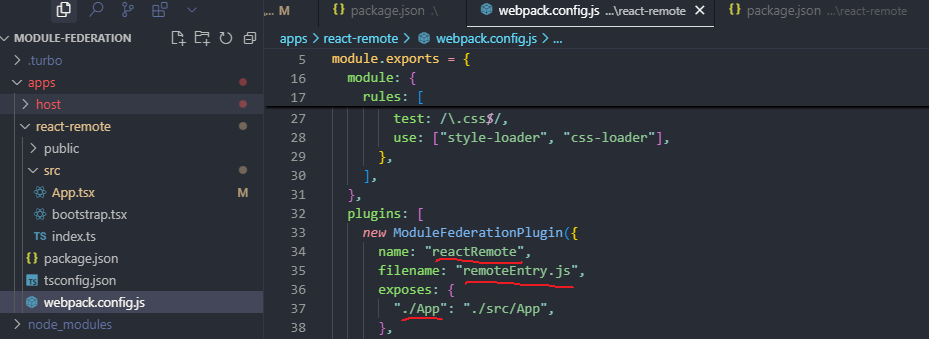 ... M
package.json .\
webpack.config.js ...\react-remote
package.json ...\react-remote
MODULE-FEDERATION
.turbo
apps
host
react-remote
public
src
App.tsx M
bootstrap.tsx
TS index.ts
package.json
TS tsconfig.json
webpack.config.js
node_modules
apps > react-remote > webpack.config.js > ...
5 module.exports = {
16 module: {
17 rules: [
27 test: /\.css$/,
28 use: ["style-loader", "css-loader"],
29 },
30 ],
31 },
32 plugins: [
33 new ModuleFederationPlugin({
34 name: "reactRemote",
35 filename: "remoteEntry.js",
36 exposes: {
37 "./App": "./src/App",
38 },